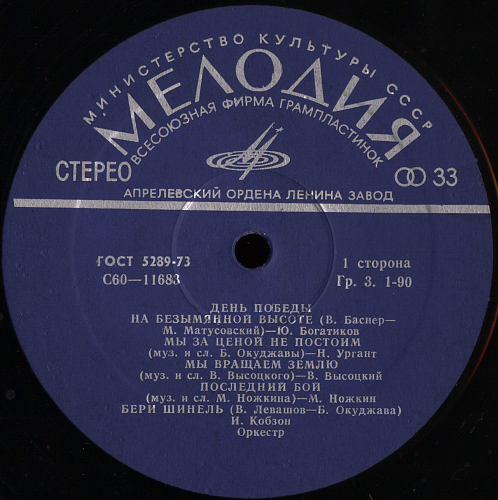 МИНИСТЕРСТВО КУЛЬТУРЫ СССР
МЕЛОДИЯ
ВСЕСОЮЗНАЯ ФИРМА ГРАМПЛАСТИНОК
СТЕРЕО
33
АПРЕЛЕВСКИЙ ОРДЕНА ЛЕНИНА ЗАВОД
ГОСТ 5289-73
1 сторона
С60—11683
Гр. 3. 1-90
ДЕНЬ ПОБЕДЫ
НА БЕЗЫМЯННОЙ ВЫСОТЕ (В. Баснер—
М. Матусовский)—Ю. Богатиков
МЫ ЗА ЦЕНОЙ НЕ ПОСТОИМ
(муз. и сл. Б. Окуджавы)—Н. Ургант
МЫ ВРАЩАЕМ ЗЕМЛЮ
(муз. и сл. В. Высоцкого)—В. Высоцкий
ПОСЛЕДНИЙ БОЙ
(муз. и сл. М. Ножкина)—М. Ножкин
БЕРИ ШИНЕЛЬ (В. Левашов—Б. Окуджава)
И. Кобзон
Оркестр